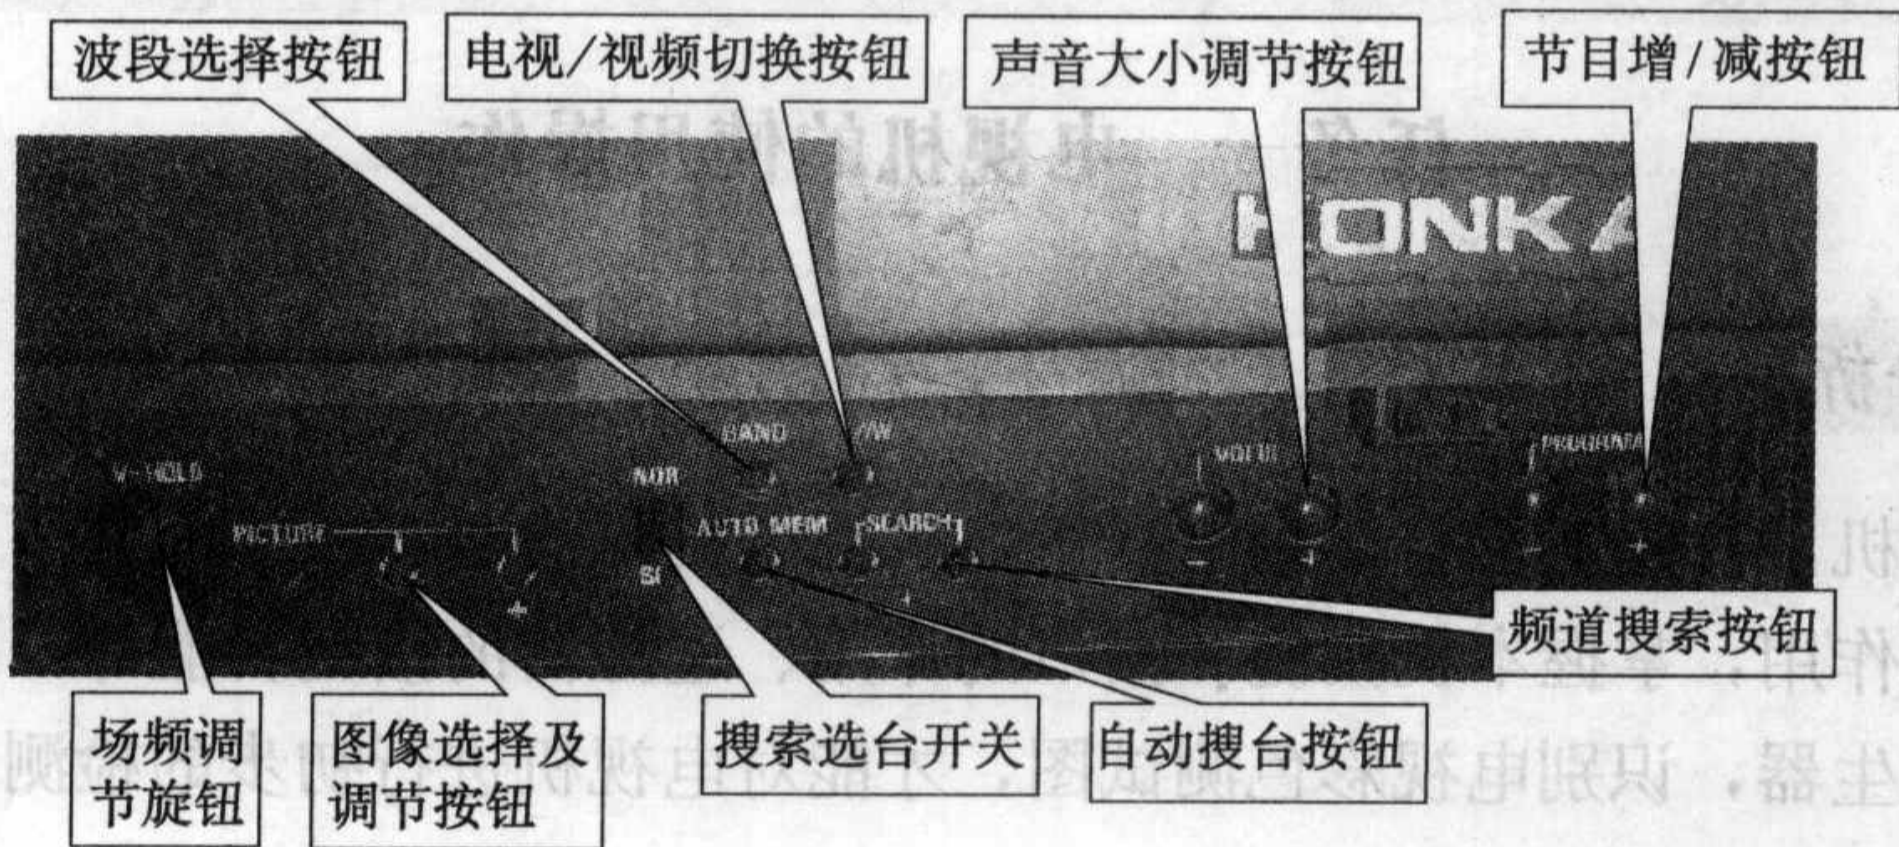 波段选择按钮
电视/视频切换按钮
声音大小调节按钮
节目增/减按钮
KONKA
BAND
V-HOLD
NOR
PROGRAM
PICTURE
AUTO MEM
SEARCH
- +
- +
+
+
频道搜索按钮
场频调
节旋钮
图像选择及
调节按钮
搜索选台开关
自动搜台按钮